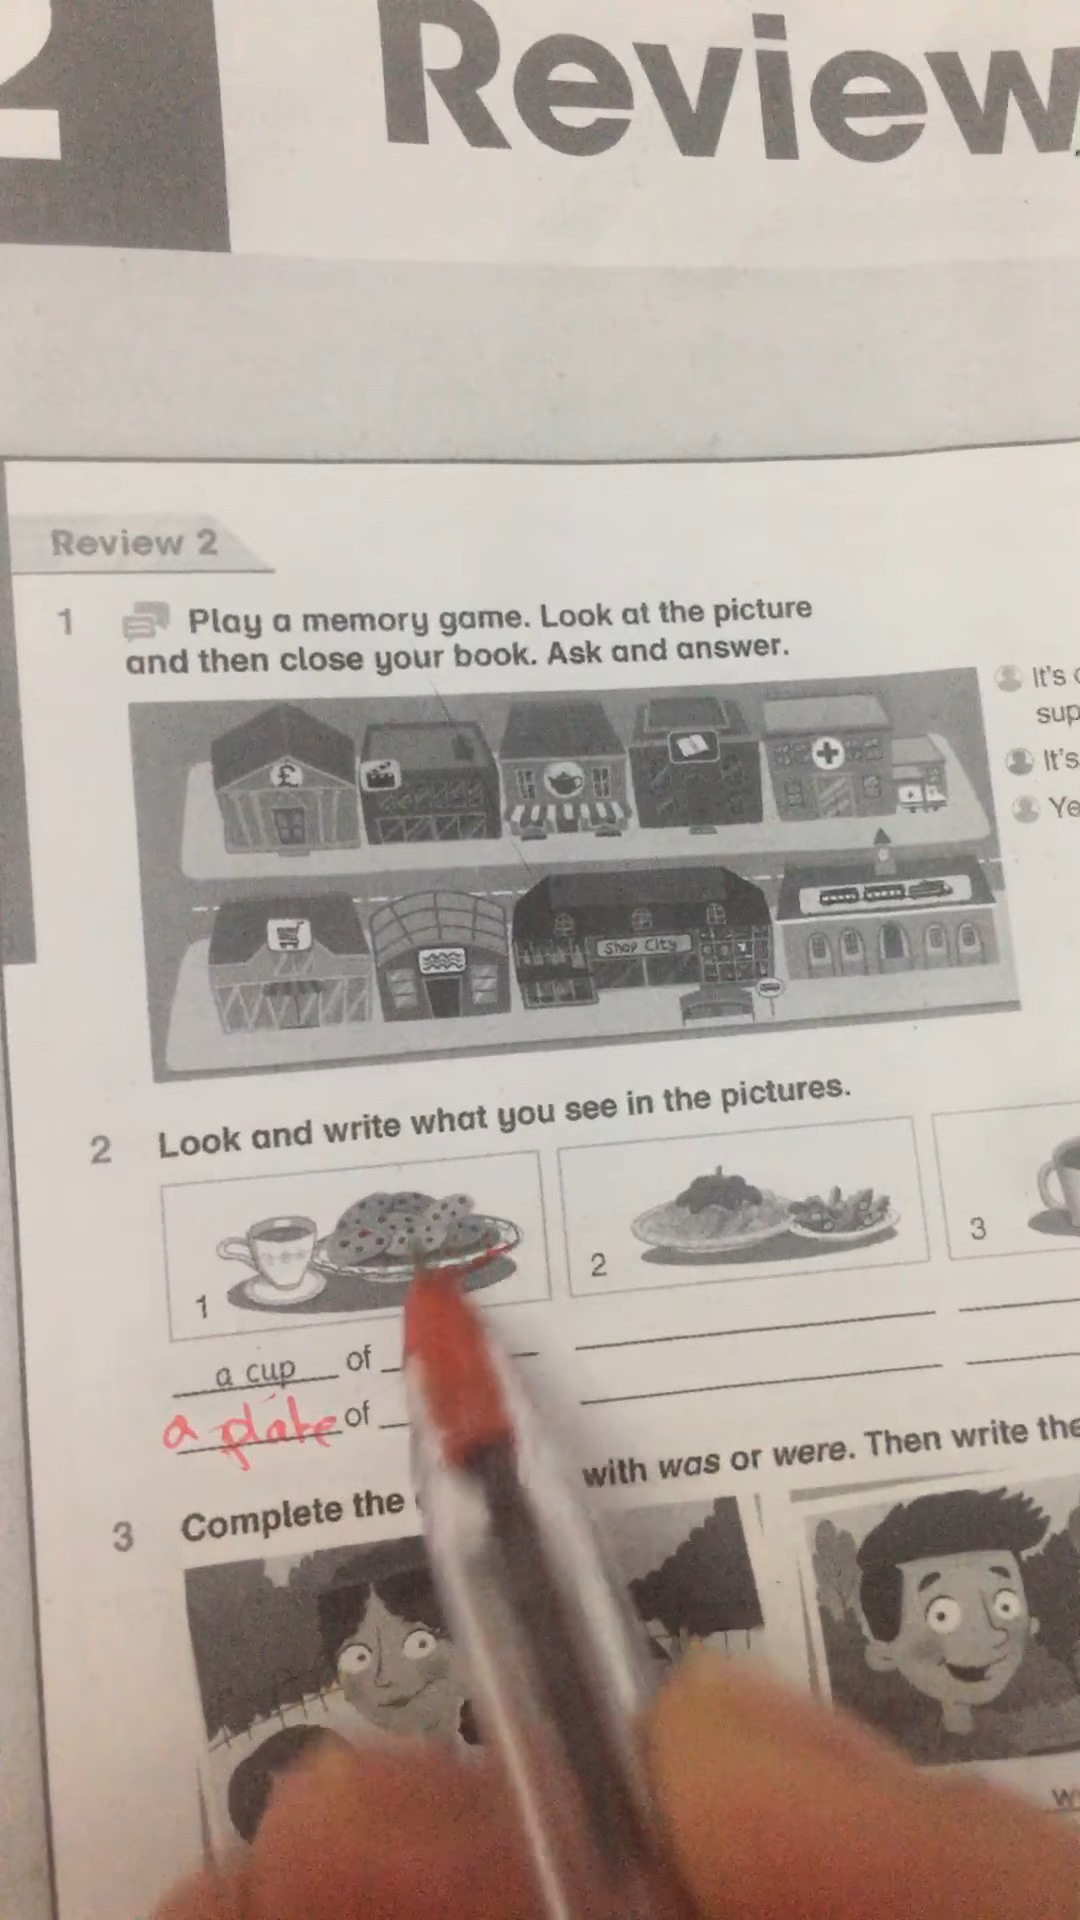 2 Review
Review 2
1 Play a memory game. Look at the picture
and then close your book. Ask and answer.
It's
sup
It's
Ye
£
Shop City
2 Look and write what you see in the pictures.
1
2
3
a cup of
a plate of
3 Complete the with was or were. Then write the